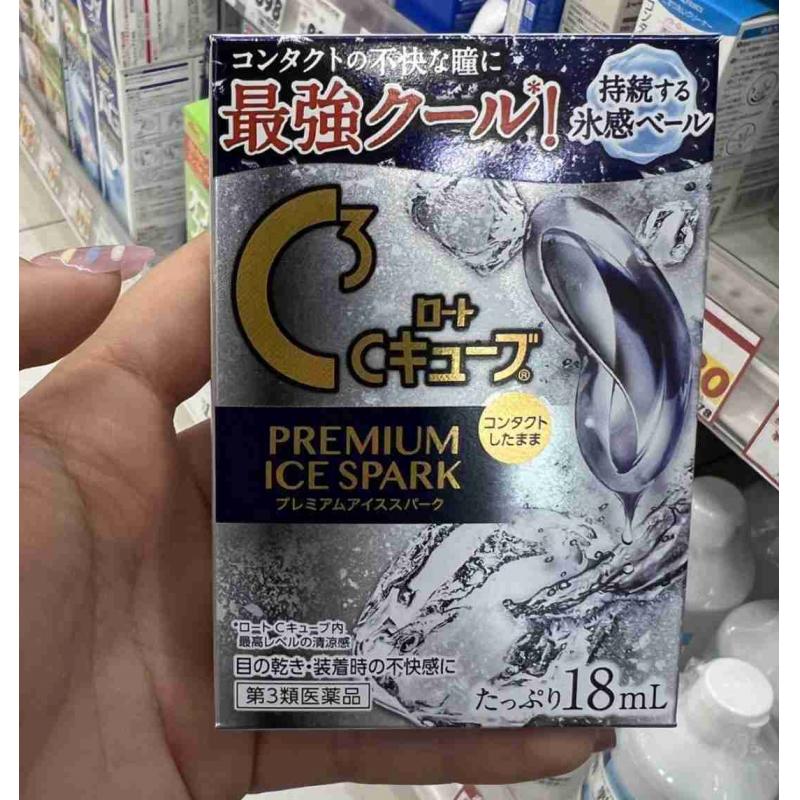 コンタクトの不快な瞳に
最強クール*!
持続する
氷感ベール
C3
ロート
Cキューブ®
コンタクト
したまま
PREMIUM
ICE SPARK
プレミアムアイススパーク
*ロートCキューブ内
最高レベルの清涼感
目の乾き・装着時の不快感に
第3類医薬品
たっぷり18mL